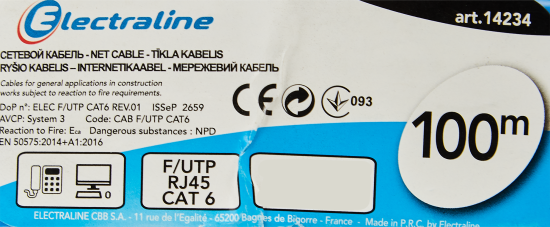 Electraline
art.14234
СЕТЕВОЙ КАБЕЛЬ - NET CABLE - TĪKLA KABELIS
RYŠIO KABELIS – INTERNETIKAABEL - МЕРЕЖЕВИЙ КАБЕЛЬ
Cables for general applications in construction
works subject to reaction to fire requirements.
DoP n°: ELEC F/UTP CAT6 REV.01 ISSeP 2659
AVCP: System 3 Code: CAB F/UTP CAT6
Reaction to Fire: Eca Dangerous substances : NPD
EN 50575:2014+A1:2016
CE
093
100m
F/UTP
RJ45
CAT 6
ELECTRALINE CBB S.A. - 11 rue de l'Egalité - 65200 Bagnes de Bigorre - France - Made in P.R.C. by Electraline